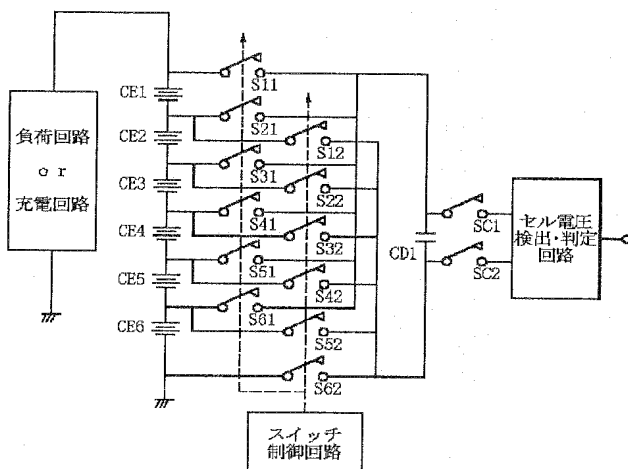 S11
CE1
負荷回路
or
充電回路
S21
CE2
S12
S31
CE3
S22
S41
CE4
S32
SC1
セル電圧
検出・判定
回路
CD1
SC2
S51
CE5
S42
S61
CE6
S52
S62
スイッチ
制御回路